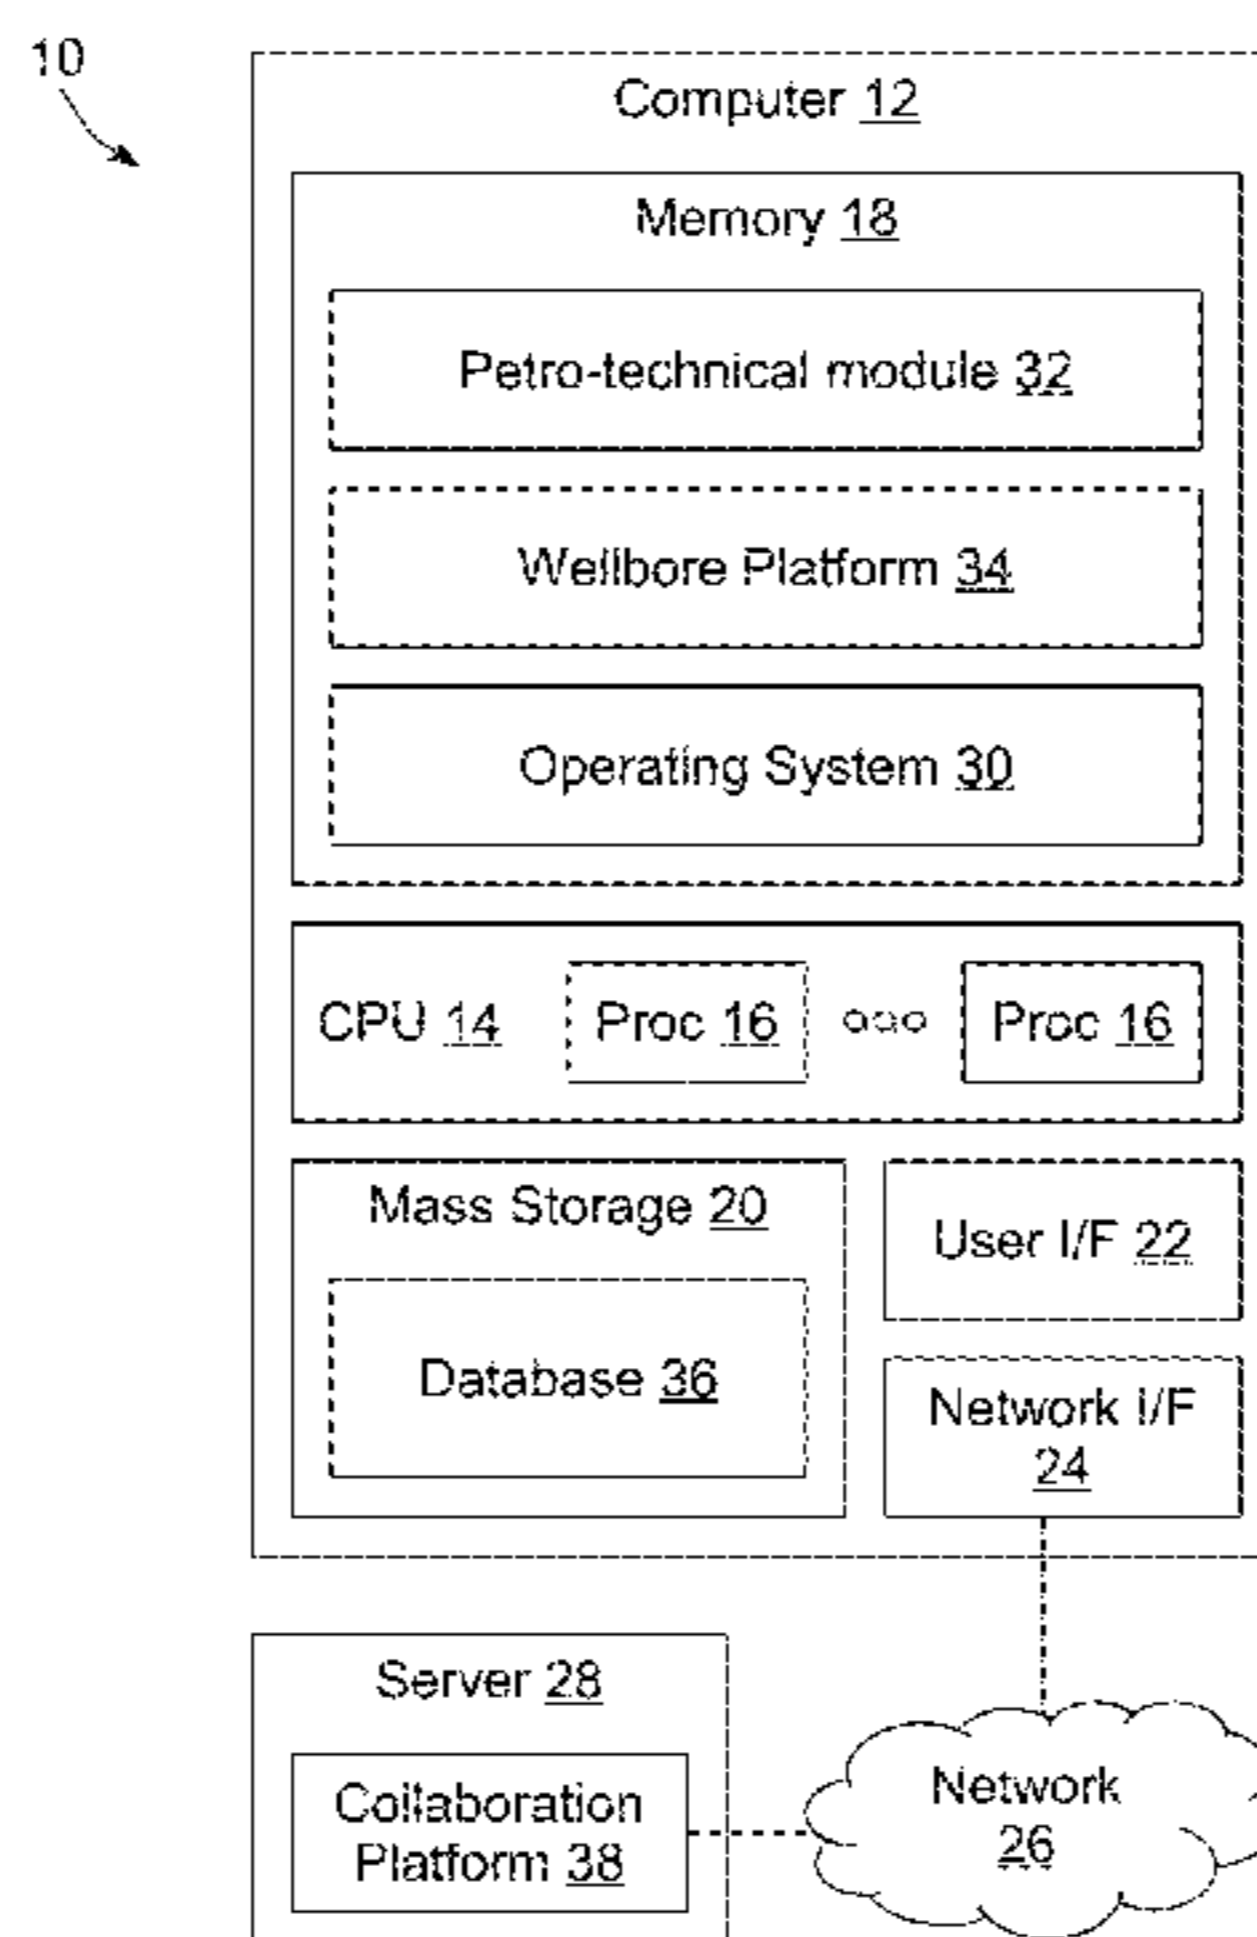 10
Computer 12
Memory 18
Petro-technical module 32
Wellbore Platform 34
Operating System 30
CPU 14
Proc 16
Proc 16
Mass Storage 20
User I/F 22
Database 36
Network I/F
24
Server 28
Collaboration
Platform 38
Network
26